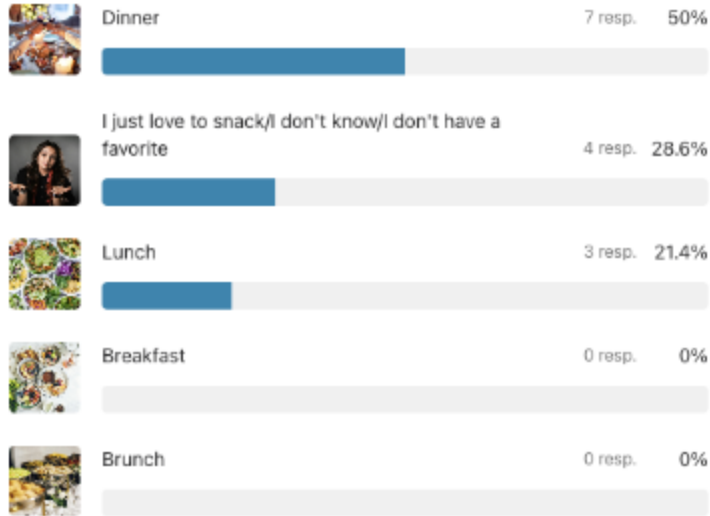 Dinner 7 resp. 50%
I just love to snack/I don't know/I don't have a
favorite 4 resp. 28.6%
Lunch 3 resp. 21.4%
Breakfast 0 resp. 0%
Brunch 0 resp. 0%